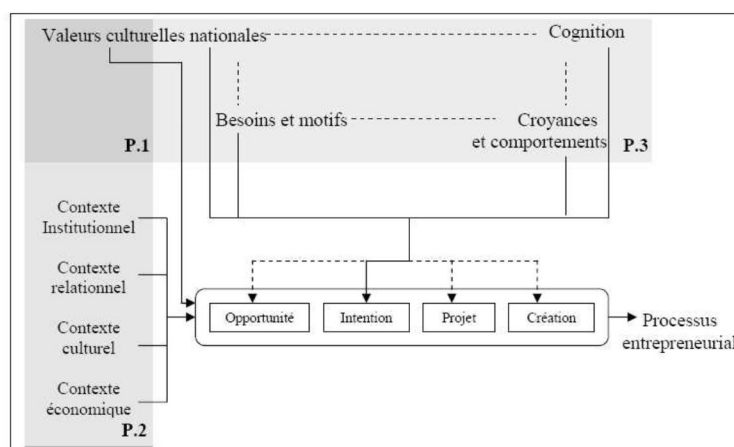 Valeurs culturelles nationales
Cognition
Besoins et motifs
Croyances
et comportements
P.1
P.3
Contexte
Institutionnel
Contexte
relationnel
Contexte
culturel
Contexte
économique
P.2
Opportunité
Intention
Projet
Création
Processus
entrepreneurial